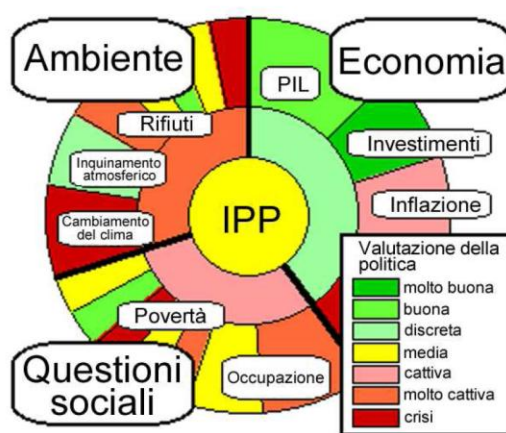 Ambiente
Economia
PIL
Rifiuti
Investimenti
Inquinamento
atmosferico
Inflazione
Cambiamento
del clima
IPP
Povertà
Questioni
sociali
Occupazione
Valutazione della
politica
molto buona
buona
discreta
media
cattiva
molto cattiva
crisi